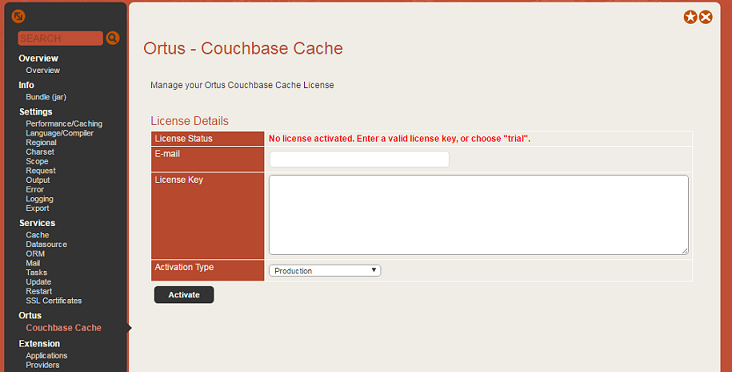 SEARCH
Overview
Overview
Info
Bundle (jar)
Settings
Performance/Caching
Language/Compiler
Regional
Charset
Scope
Request
Output
Error
Logging
Export
Services
Cache
Datasource
ORM
Mail
Tasks
Update
Restart
SSL Certificates
Ortus
Couchbase Cache
Extension
Applications
Providers
Ortus - Couchbase Cache
Manage your Ortus Couchbase Cache License
License Details
License Status No license activated. Enter a valid license key, or choose "trial".
E-mail
License Key
Activation Type Production
Activate